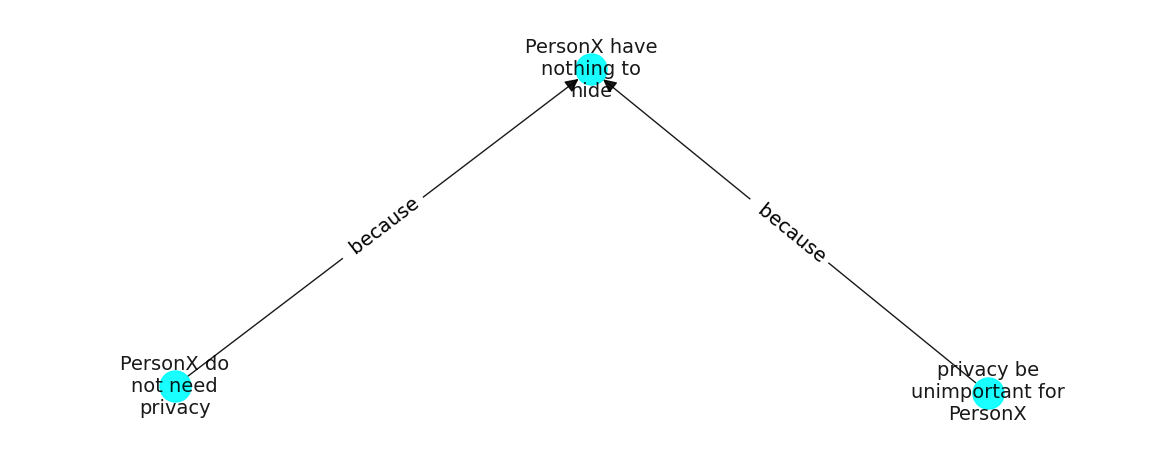 PersonX have
nothing to
hide
because
because
PersonX do
not need
privacy
privacy be
unimportant for
PersonX